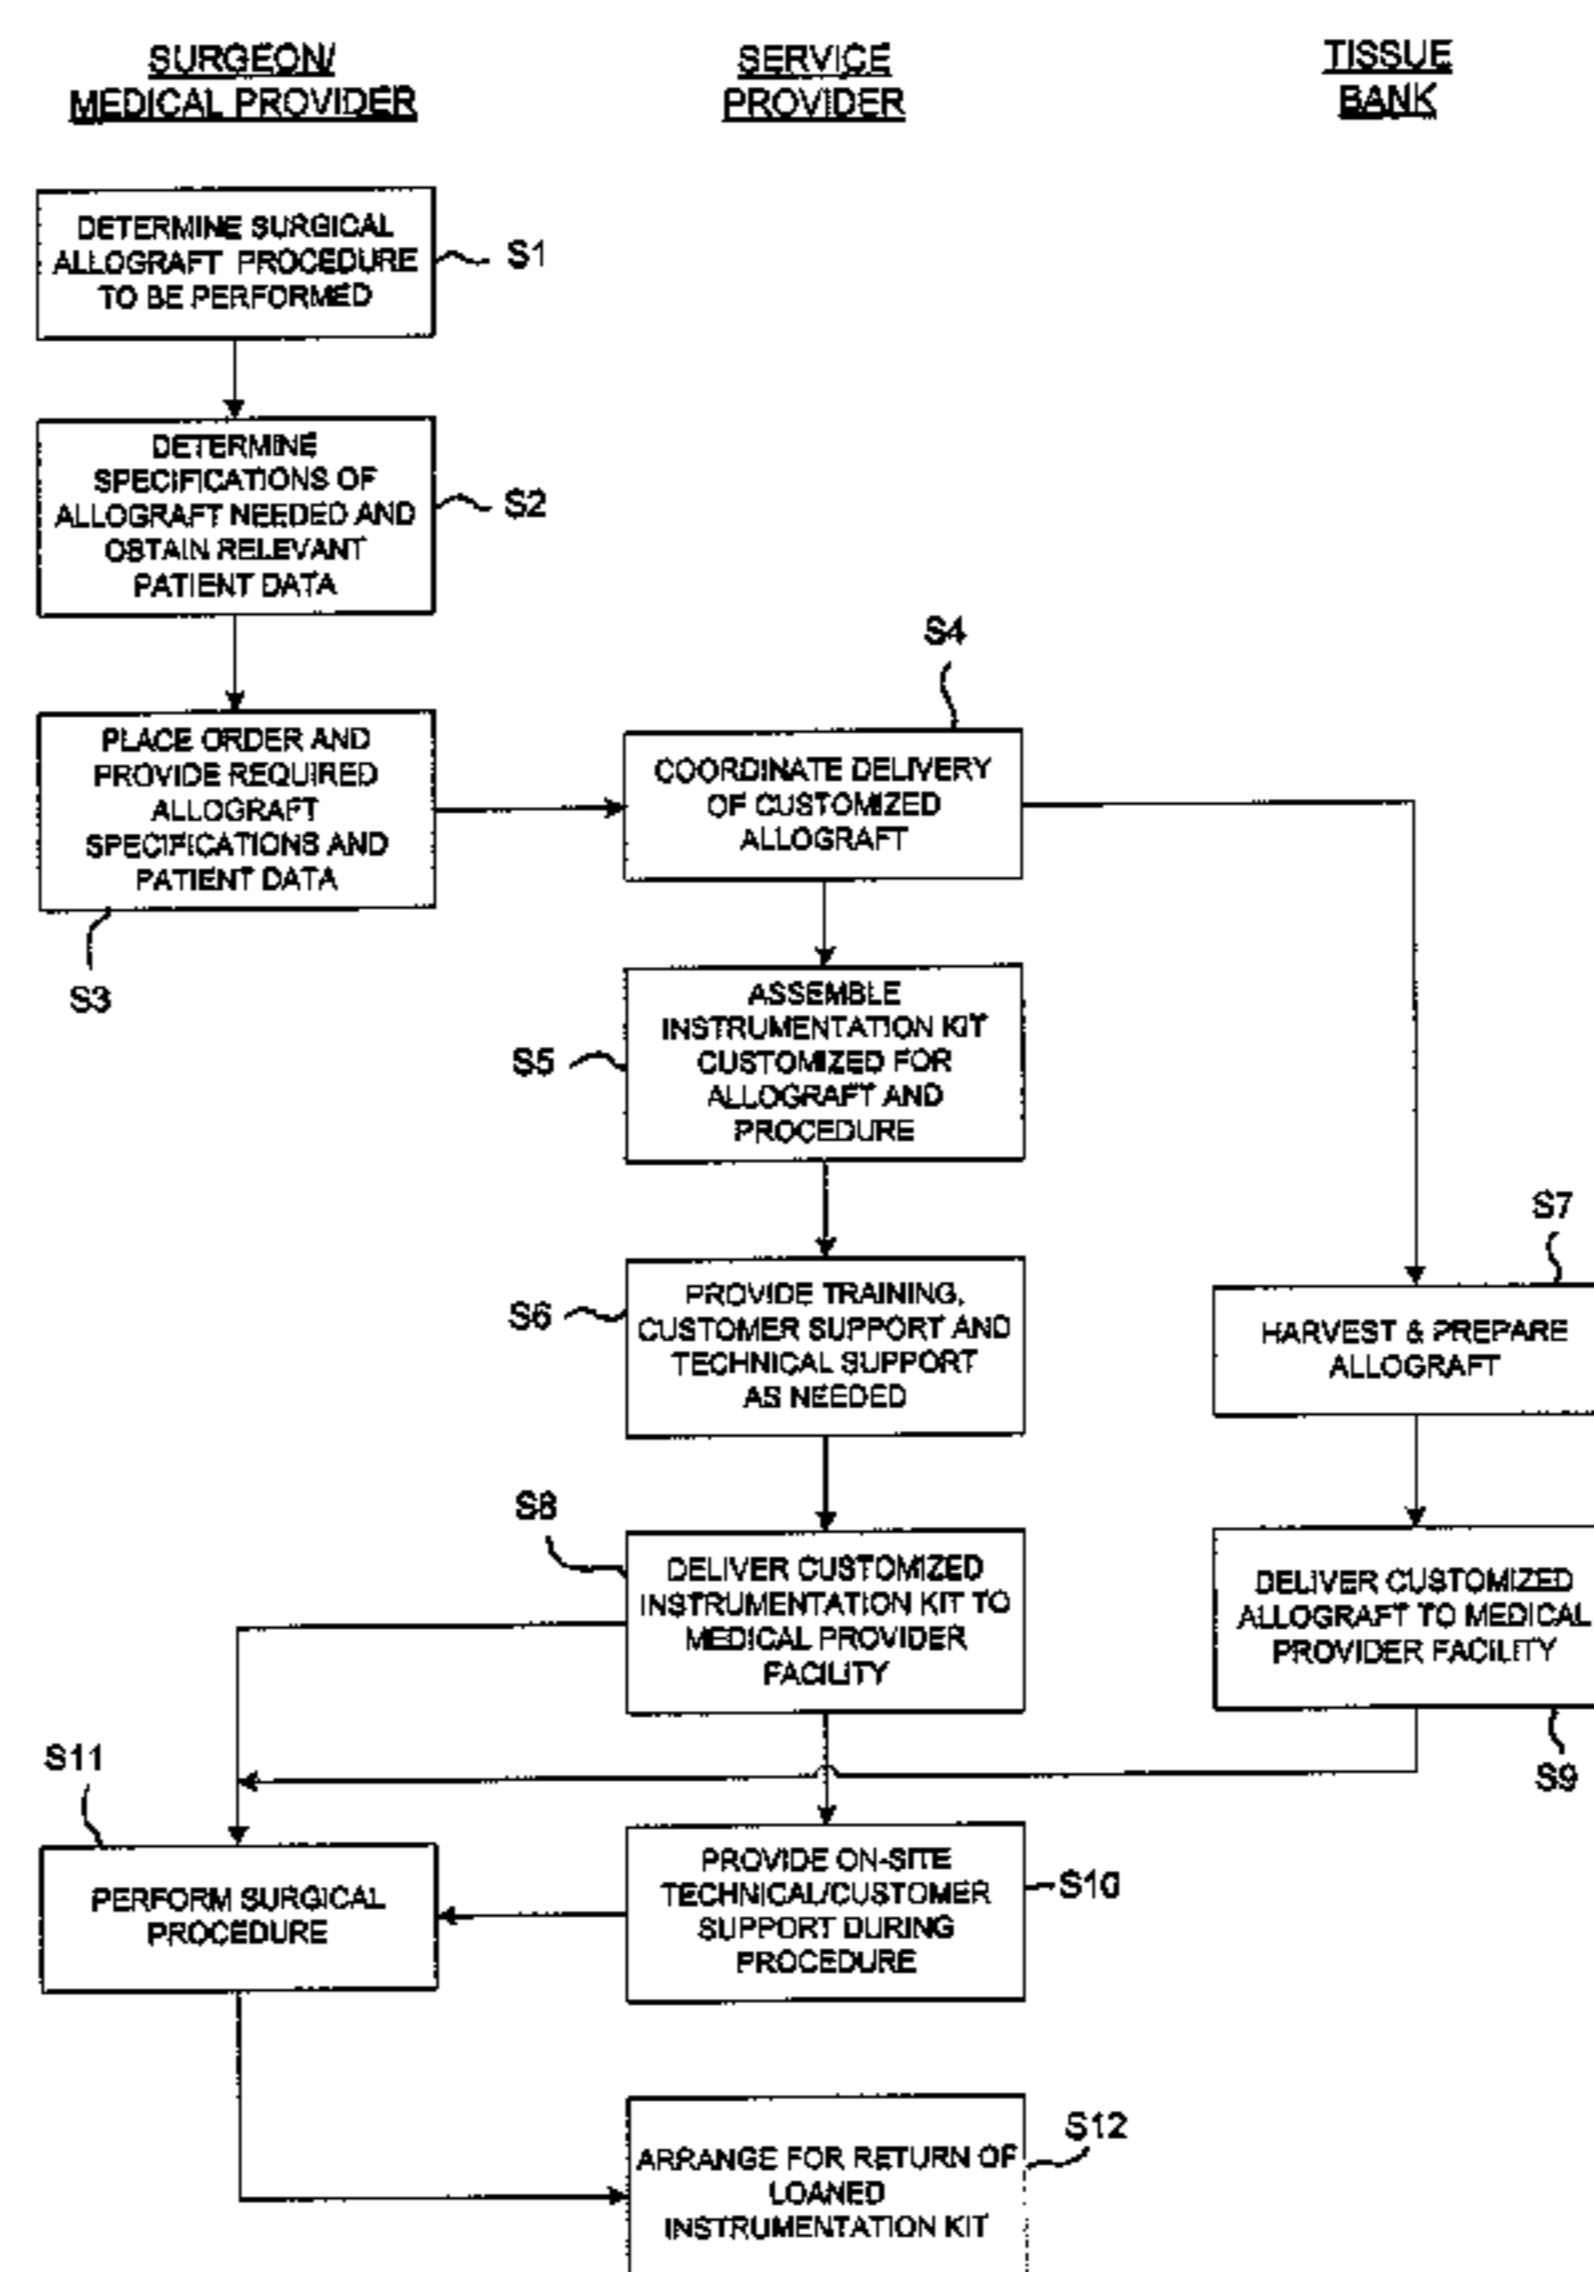 SURGEON/
MEDICAL PROVIDER
SERVICE
PROVIDER
TISSUE
BANK
DETERMINE SURGICAL
ALLOGRAFT PROCEDURE
TO BE PERFORMED
S1
DETERMINE
SPECIFICATIONS OF
ALLOGRAFT NEEDED AND
OBTAIN RELEVANT
PATIENT DATA
S2
PLACE ORDER AND
PROVIDE REQUIRED
ALLOGRAFT
SPECIFICATIONS AND
PATIENT DATA
S3
S4
COORDINATE DELIVERY
OF CUSTOMIZED
ALLOGRAFT
S5
ASSEMBLE
INSTRUMENTATION KIT
CUSTOMIZED FOR
ALLOGRAFT AND
PROCEDURE
S6
PROVIDE TRAINING,
CUSTOMER SUPPORT AND
TECHNICAL SUPPORT
AS NEEDED
S7
HARVEST & PREPARE
ALLOGRAFT
S8
DELIVER CUSTOMIZED
INSTRUMENTATION KIT TO
MEDICAL PROVIDER
FACILITY
DELIVER CUSTOMIZED
ALLOGRAFT TO MEDICAL
PROVIDER FACILITY
S9
S11
PERFORM SURGICAL
PROCEDURE
PROVIDE ON-SITE
TECHNICAL/CUSTOMER
SUPPORT DURING
PROCEDURE
S10
ARRANGE FOR RETURN OF
LOANED
INSTRUMENTATION KIT
S12